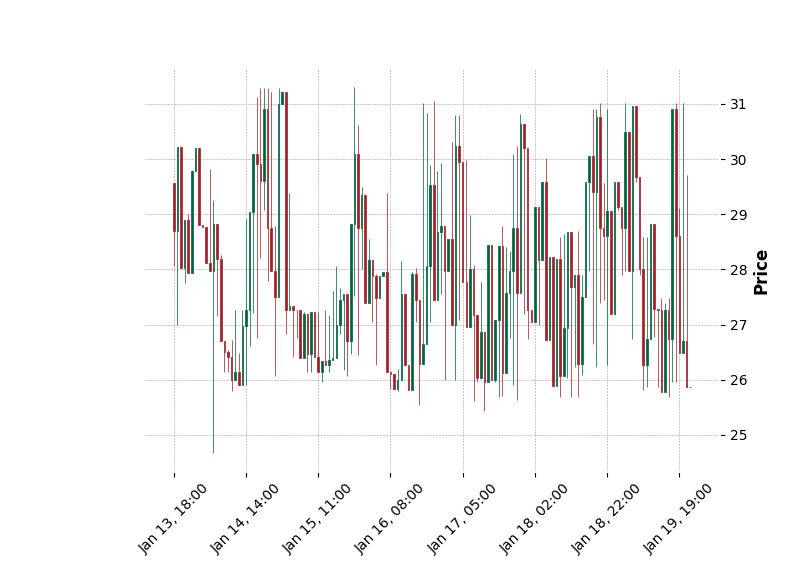 31
30
29
28
27
26
25
Price
Jan 13, 18:00
Jan 14, 14:00
Jan 15, 11:00
Jan 16, 08:00
Jan 17, 05:00
Jan 18, 02:00
Jan 18, 22:00
Jan 19, 19:00